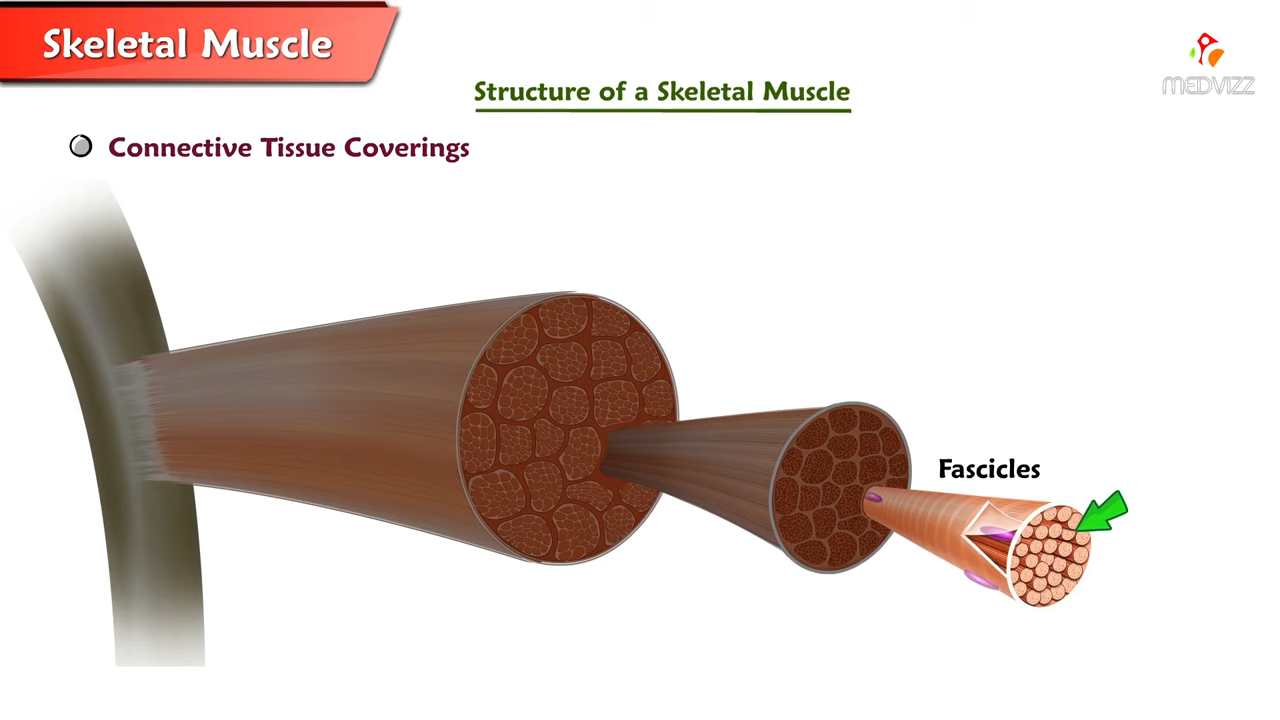 Skeletal Muscle
MEDVIZZ
Structure of a Skeletal Muscle
Connective Tissue Coverings
Fascicles